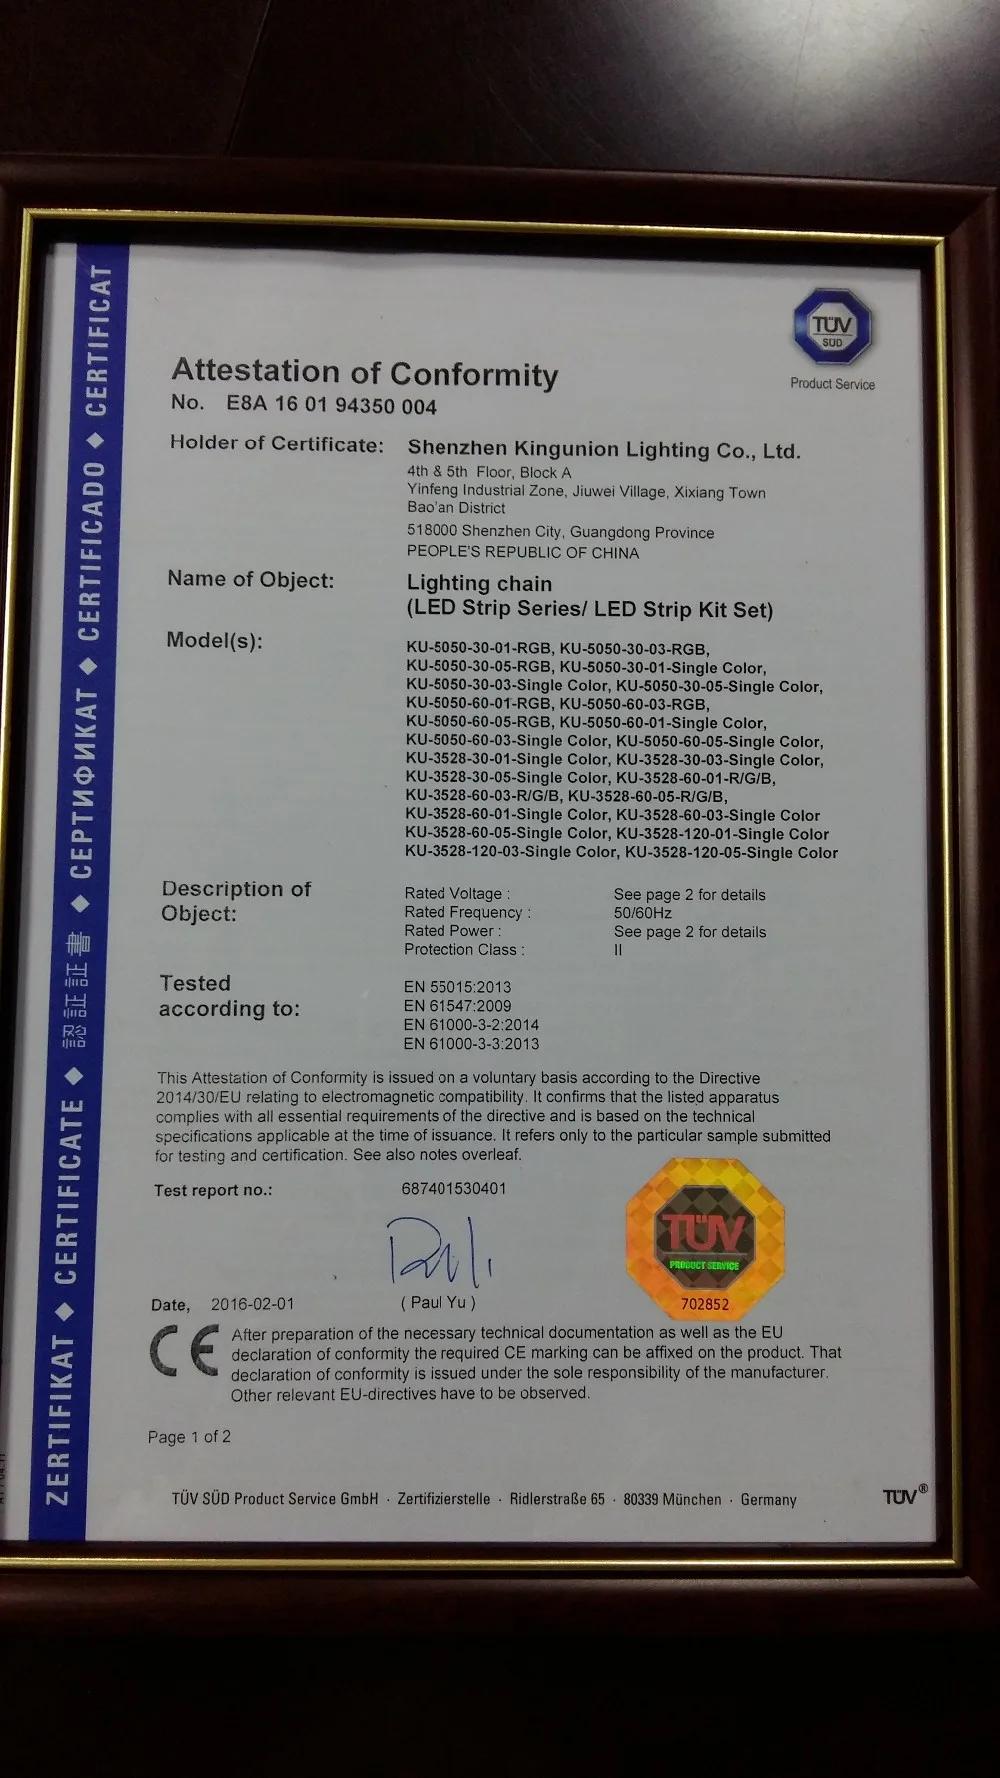 CERTIFICAT
CERTIFICADO
СЕРТИФИКАТ
認証証書
CERTIFICATE
ZERTIFIKAT
TÜV
SÜD
Product Service
Attestation of Conformity
No. E8A 16 01 94350 004
Holder of Certificate: Shenzhen Kingunion Lighting Co., Ltd.
4th & 5th Floor, Block A
Yinfeng Industrial Zone, Jiuwei Village, Xixiang Town
Bao'an District
518000 Shenzhen City, Guangdong Province
PEOPLE'S REPUBLIC OF CHINA
Name of Object: Lighting chain
(LED Strip Series/ LED Strip Kit Set)
Model(s):
KU-5050-30-01-RGB, KU-5050-30-03-RGB,
KU-5050-30-05-RGB, KU-5050-30-01-Single Color,
KU-5050-30-03-Single Color, KU-5050-30-05-Single Color,
KU-5050-60-01-RGB, KU-5050-60-03-RGB,
KU-5050-60-05-RGB, KU-5050-60-01-Single Color,
KU-5050-60-03-Single Color, KU-5050-60-05-Single Color,
KU-3528-30-01-Single Color, KU-3528-30-03-Single Color,
KU-3528-30-05-Single Color, KU-3528-60-01-R/G/B,
KU-3528-60-03-R/G/B, KU-3528-60-05-R/G/B,
KU-3528-60-01-Single Color, KU-3528-60-03-Single Color
KU-3528-60-05-Single Color, KU-3528-120-01-Single Color
KU-3528-120-03-Single Color, KU-3528-120-05-Single Color
Description of
Object:
Rated Voltage : See page 2 for details
Rated Frequency : 50/60Hz
Rated Power : See page 2 for details
Protection Class : II
Tested
according to:
EN 55015:2013
EN 61547:2009
EN 61000-3-2:2014
EN 61000-3-3:2013
This Attestation of Conformity is issued on a voluntary basis according to the Directive
2014/30/EU relating to electromagnetic compatibility. It confirms that the listed apparatus
complies with all essential requirements of the directive and is based on the technical
specifications applicable at the time of issuance. It refers only to the particular sample submitted
for testing and certification. See also notes overleaf.
Test report no.: 687401530401
TÜV
PRODUCT SERVICE
702852
Date, 2016-02-01 ( Paul Yu )
CE
After preparation of the necessary technical documentation as well as the EU
declaration of conformity the required CE marking can be affixed on the product. That
declaration of conformity is issued under the sole responsibility of the manufacturer.
Other relevant EU-directives have to be observed.
Page 1 of 2
TÜV SÜD Product Service GmbH · Zertifizierstelle · Ridlerstraße 65 · 80339 München · Germany
TÜV®